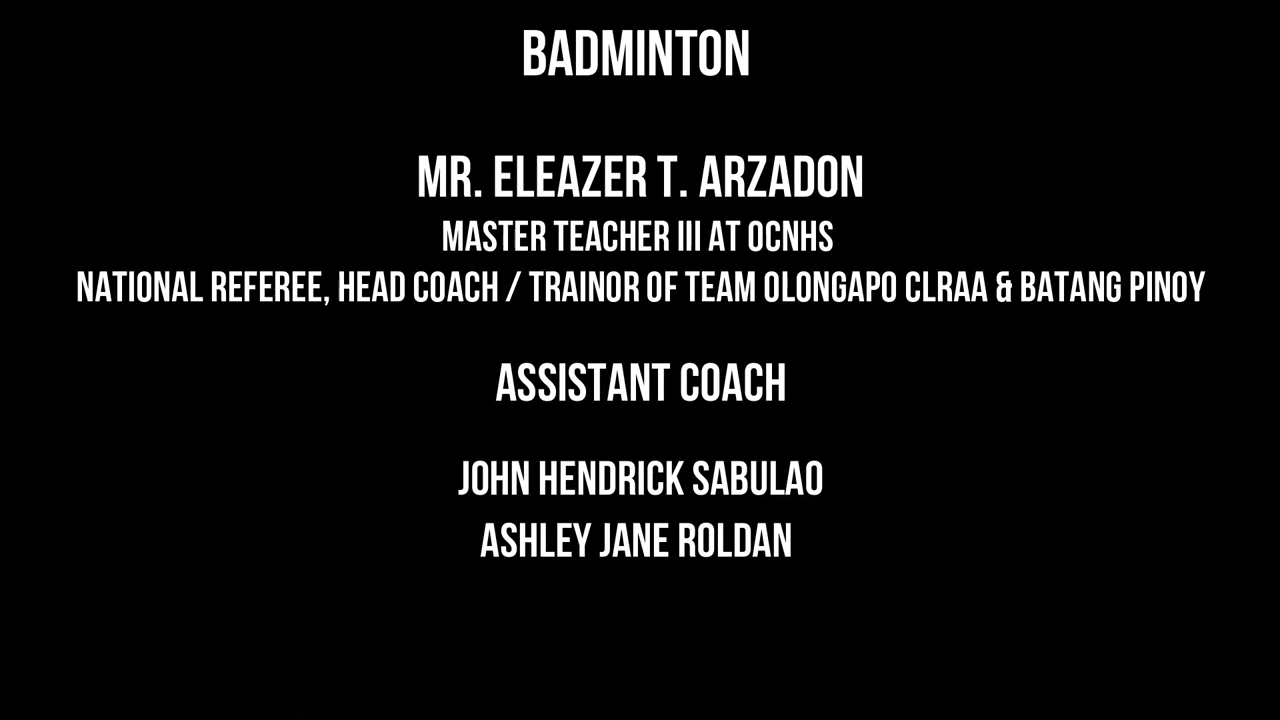 BADMINTON
MR. ELEAZER T. ARZADON
MASTER TEACHER III AT OCNHS
NATIONAL REFEREE, HEAD COACH / TRAINOR OF TEAM OLONGAPO CLRAA & BATANG PINOY
ASSISTANT COACH
JOHN HENDRICK SABULAO
ASHLEY JANE ROLDAN